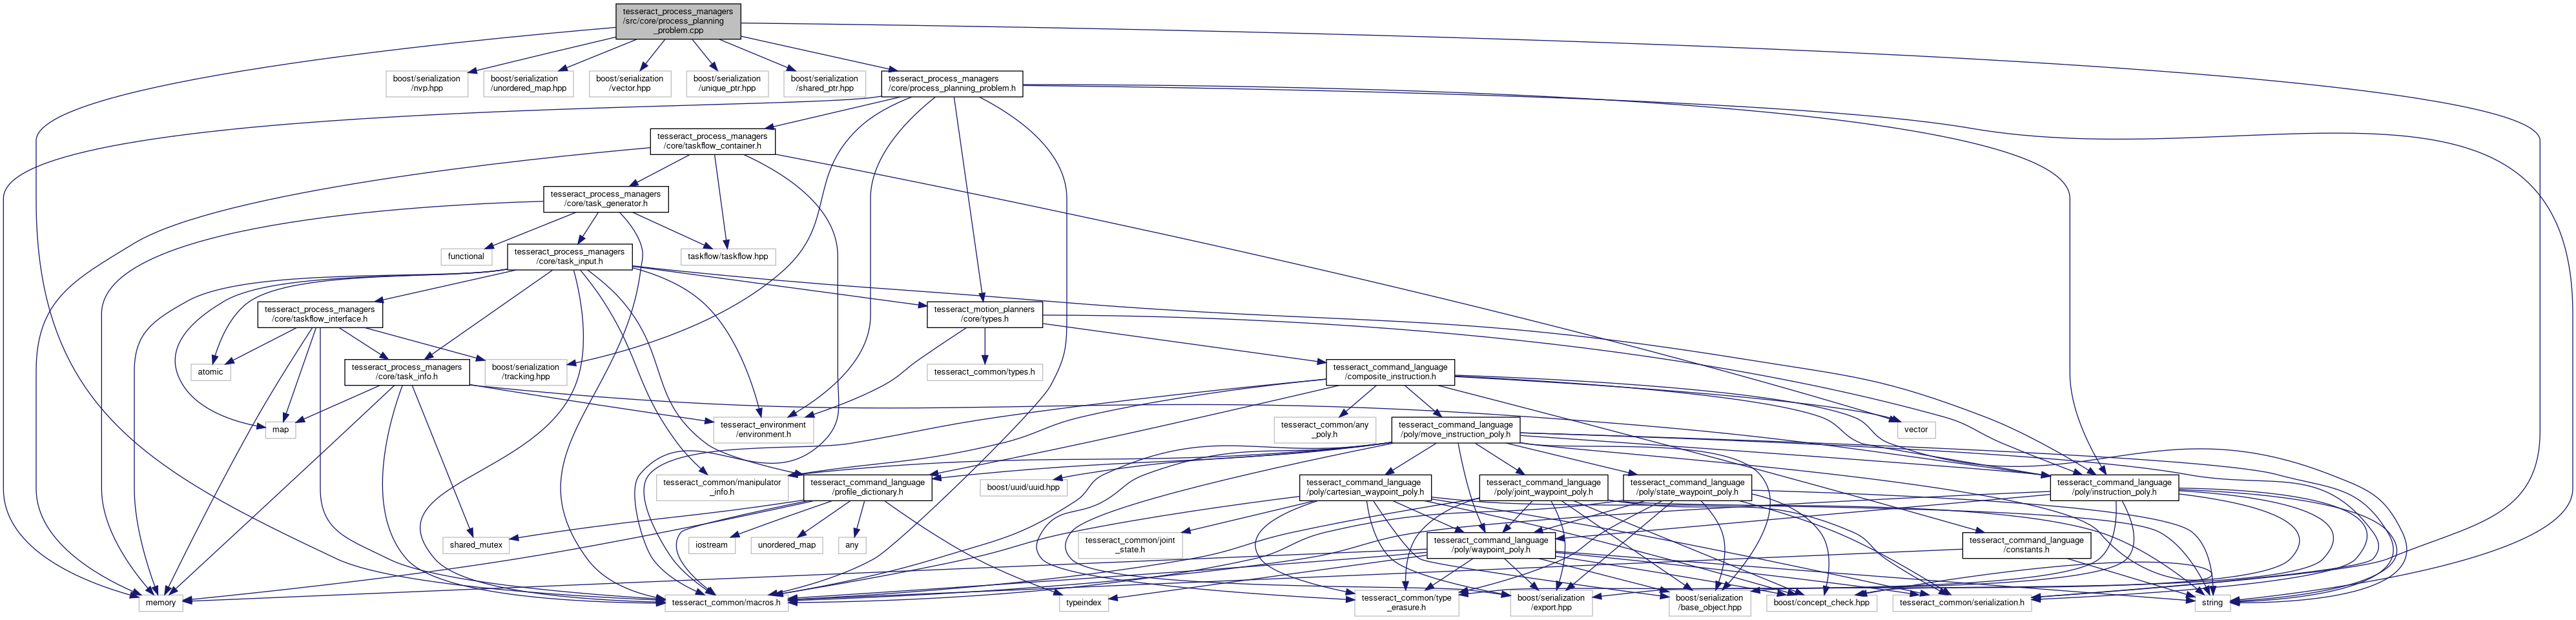 tesseract_process_managers
/src/core/process_planning
_problem.cpp
boost/serialization
/nvp.hpp
boost/serialization
/unordered_map.hpp
boost/serialization
/vector.hpp
boost/serialization
/unique_ptr.hpp
boost/serialization
/shared_ptr.hpp
tesseract_process_managers
/core/process_planning_problem.h
tesseract_process_managers
/core/taskflow_container.h
tesseract_process_managers
/core/task_generator.h
functional
tesseract_process_managers
/core/task_input.h
taskflow/taskflow.hpp
tesseract_process_managers
/core/taskflow_interface.h
tesseract_motion_planners
/core/types.h
atomic
tesseract_process_managers
/core/task_info.h
boost/serialization
/tracking.hpp
tesseract_common/types.h
tesseract_command_language
/composite_instruction.h
map
tesseract_environment
/environment.h
tesseract_common/any
_poly.h
tesseract_command_language
/poly/move_instruction_poly.h
vector
tesseract_common/manipulator
_info.h
tesseract_command_language
/profile_dictionary.h
boost/uuid/uuid.hpp
tesseract_command_language
/poly/cartesian_waypoint_poly.h
tesseract_command_language
/poly/joint_waypoint_poly.h
tesseract_command_language
/poly/state_waypoint_poly.h
tesseract_command_language
/poly/instruction_poly.h
shared_mutex
iostream
unordered_map
any
tesseract_common/joint
_state.h
tesseract_command_language
/poly/waypoint_poly.h
tesseract_command_language
/constants.h
memory
tesseract_common/macros.h
typeindex
tesseract_common/type
_erasure.h
boost/serialization
/export.hpp
boost/serialization
/base_object.hpp
boost/concept_check.hpp
tesseract_common/serialization.h
string